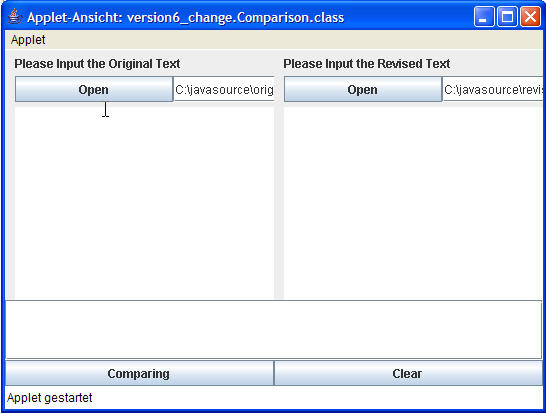 Applet-Ansicht: version6_change.Comparison.class
Applet
Please Input the Original Text
Please Input the Revised Text
Open
C:\javasource\orig
Open
C:\javasource\revis
Comparing
Clear
Applet gestartet